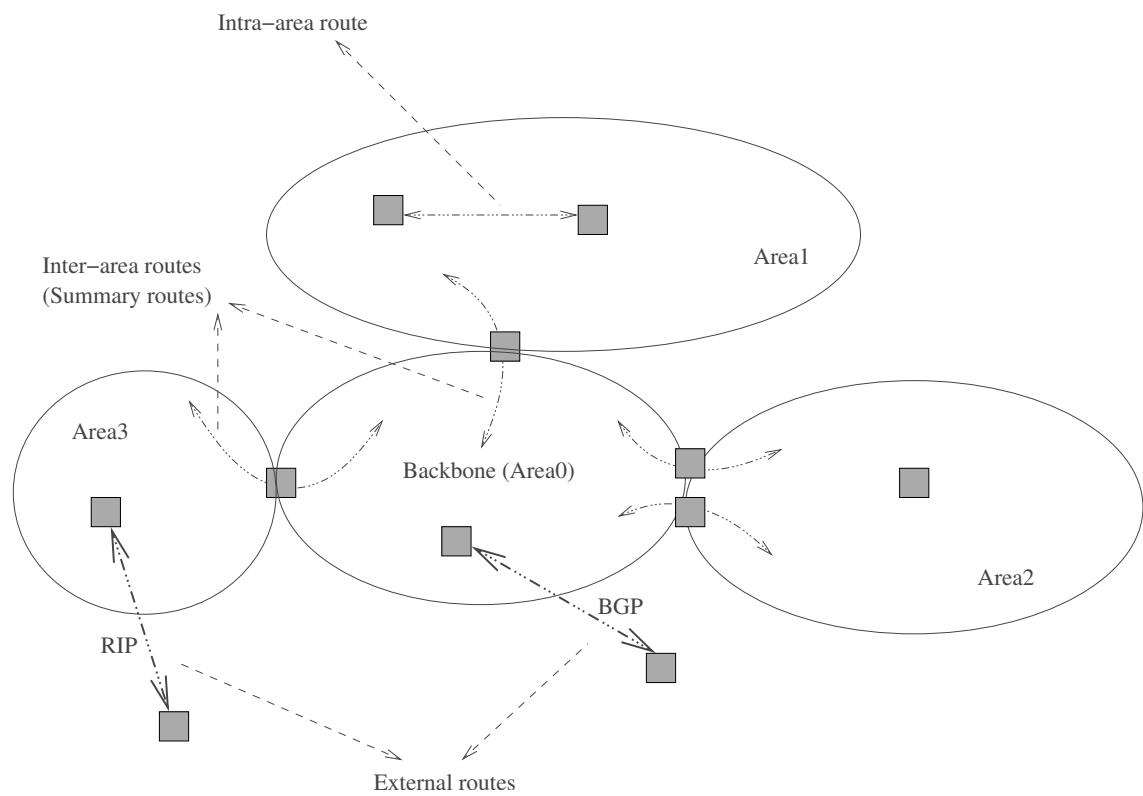 Intra−area route
Area1
Inter−area routes
(Summary routes)
Area3
Backbone (Area0)
Area2
BGP
RIP
External routes